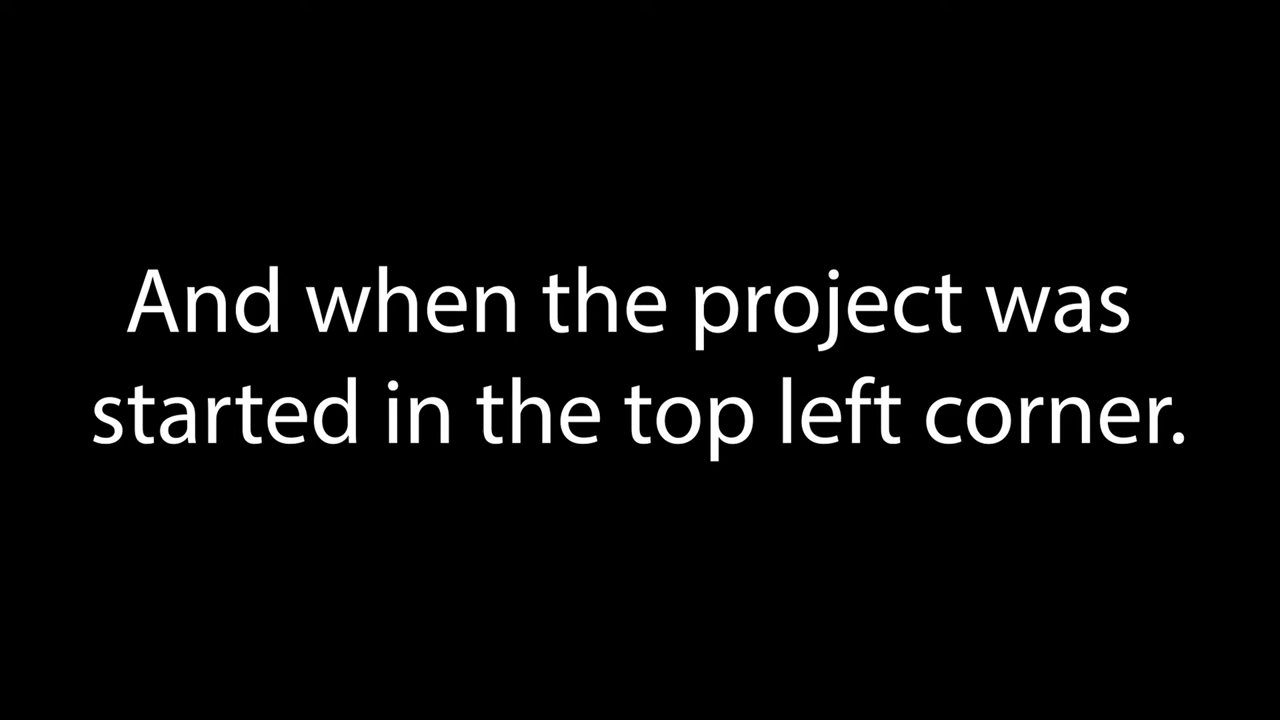 And when the project was
started in the top left corner.